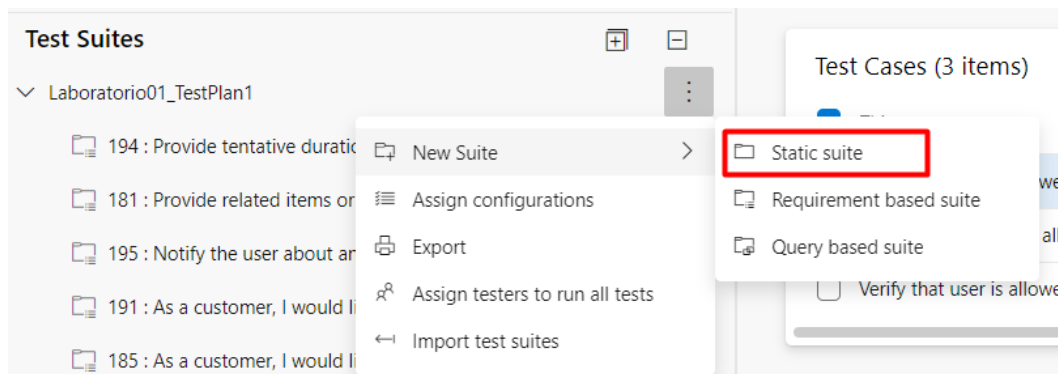 Test Suites
Laboratorio01_TestPlan1
194 : Provide tentative duratic
181 : Provide related items or
195 : Notify the user about an
191 : As a customer, I would li
185 : As a customer, I would li
New Suite
Assign configurations
Export
Assign testers to run all tests
Import test suites
Static suite
Requirement based suite
Query based suite
Test Cases (3 items)
Verify that user is allowe